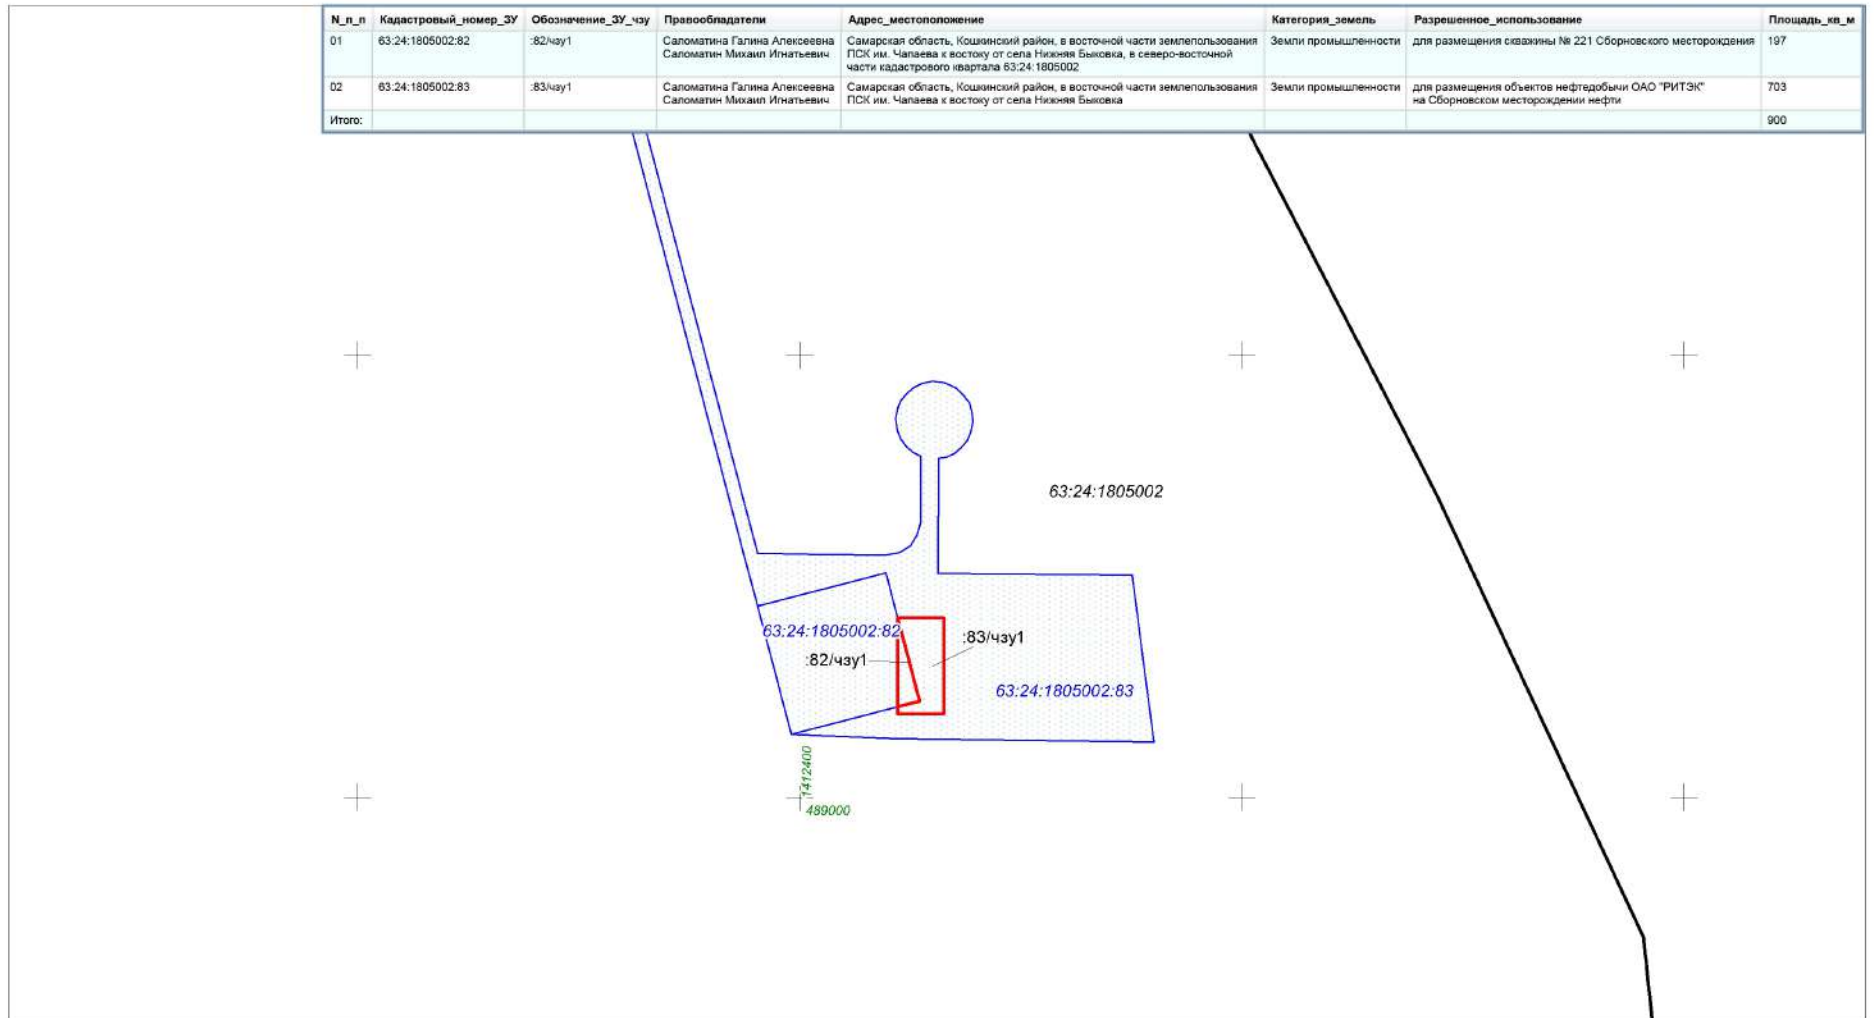 N_п_п Кадастровый_номер_ЗУ Обозначение_ЗУ_чзу Правообладатели Адрес_местоположение Категория_земель Разрешенное_использование Площадь_кв_м
01 63:24:1805002:82 :82/чзу1 Саломатина Галина Алексеевна Самарская область, Кошкинский район, в восточной части землепользования Земли промышленности для размещения скважины № 221 Сборновского месторождения 197
Саломатин Михаил Игнатьевич ПСК им. Чапаева к востоку от села Нижняя Быковка, в северо-восточной
части кадастрового квартала 63:24:1805002
02 63:24:1805002:83 :83/чзу1 Саломатина Галина Алексеевна Самарская область, Кошкинский район, в восточной части землепользования Земли промышленности для размещения объектов нефтедобычи ОАО "РИТЭК" 703
Саломатин Михаил Игнатьевич ПСК им. Чапаева к востоку от села Нижняя Быковка на Сборновском месторождении нефти
Итого: 900
63:24:1805002
63:24:1805002:82
:83/чзу1
:82/чзу1
63:24:1805002:83
1412400
489000